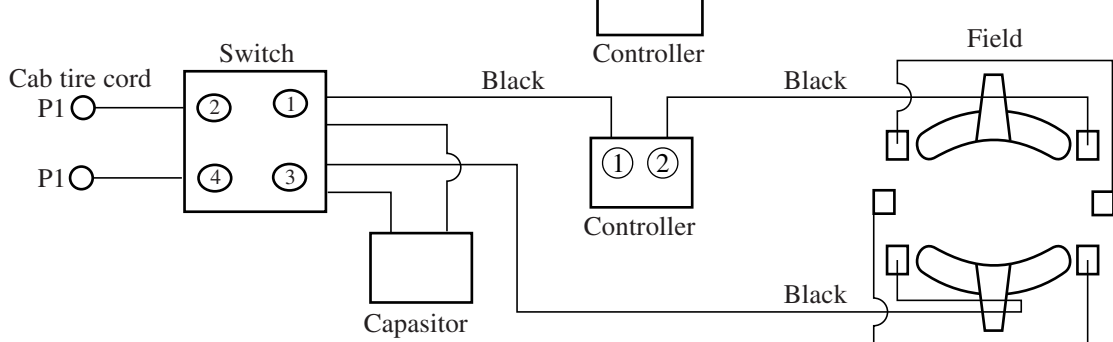 Controller
Field
Switch
Cab tire cord
Black
Black
P1
2
1
1
2
P1
4
3
Controller
Black
Capasitor